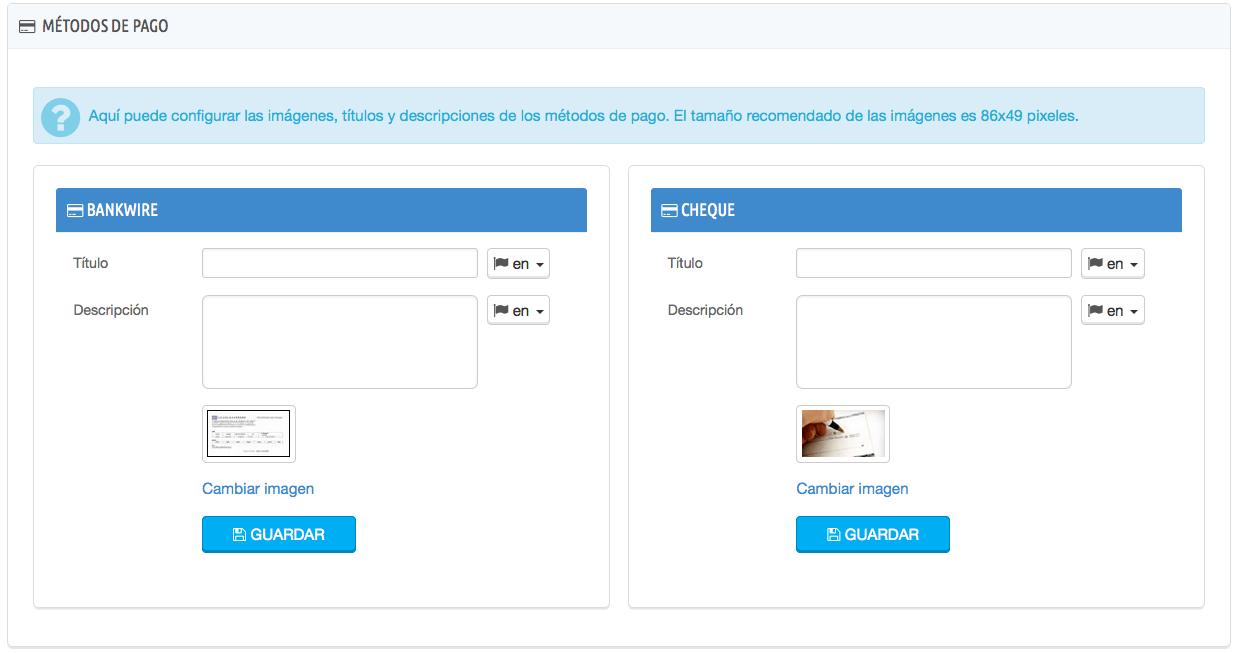 MÉTODOS DE PAGO
Aquí puede configurar las imágenes, títulos y descripciones de los métodos de pago. El tamaño recomendado de las imágenes es 86x49 pixeles.
BANKWIRE
Título
en
Descripción
en
Cambiar imagen
GUARDAR
CHEQUE
Título
en
Descripción
en
Cambiar imagen
GUARDAR